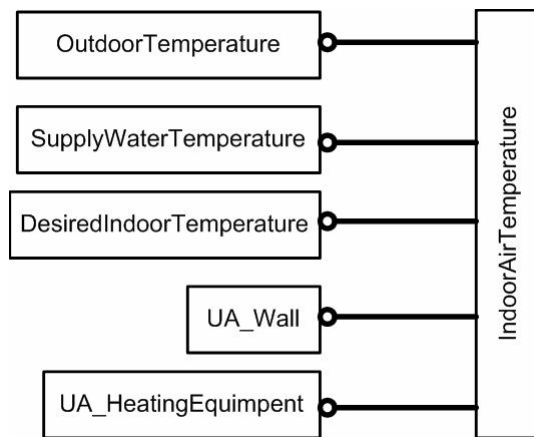 OutdoorTemperature
SupplyWaterTemperature
DesiredIndoorTemperature
UA_Wall
UA_HeatingEquimpent
IndoorAirTemperature